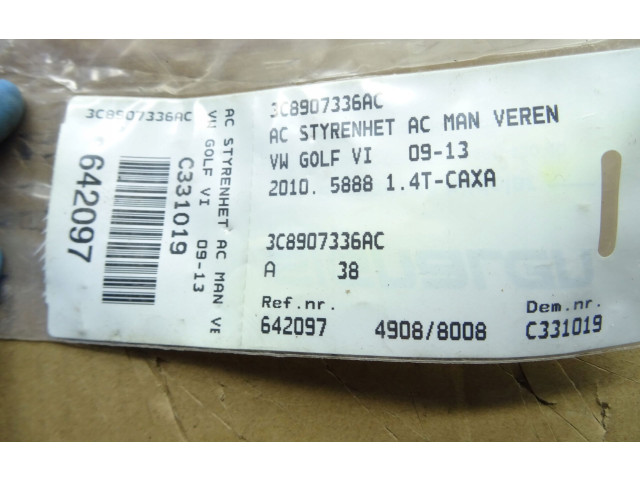 3C8907336AC
642097
C331019
AC STYRENHET AC MAN VE
VW GOLF VI 09-13
3C8907336AC
AC STYRENHET AC MAN VEREN
VW GOLF VI 09-13
2010. 5888 1.4T-CAXA
3C8907336AC
A 38
Ref.nr. Dem.nr.
642097 4908/8008 C331019